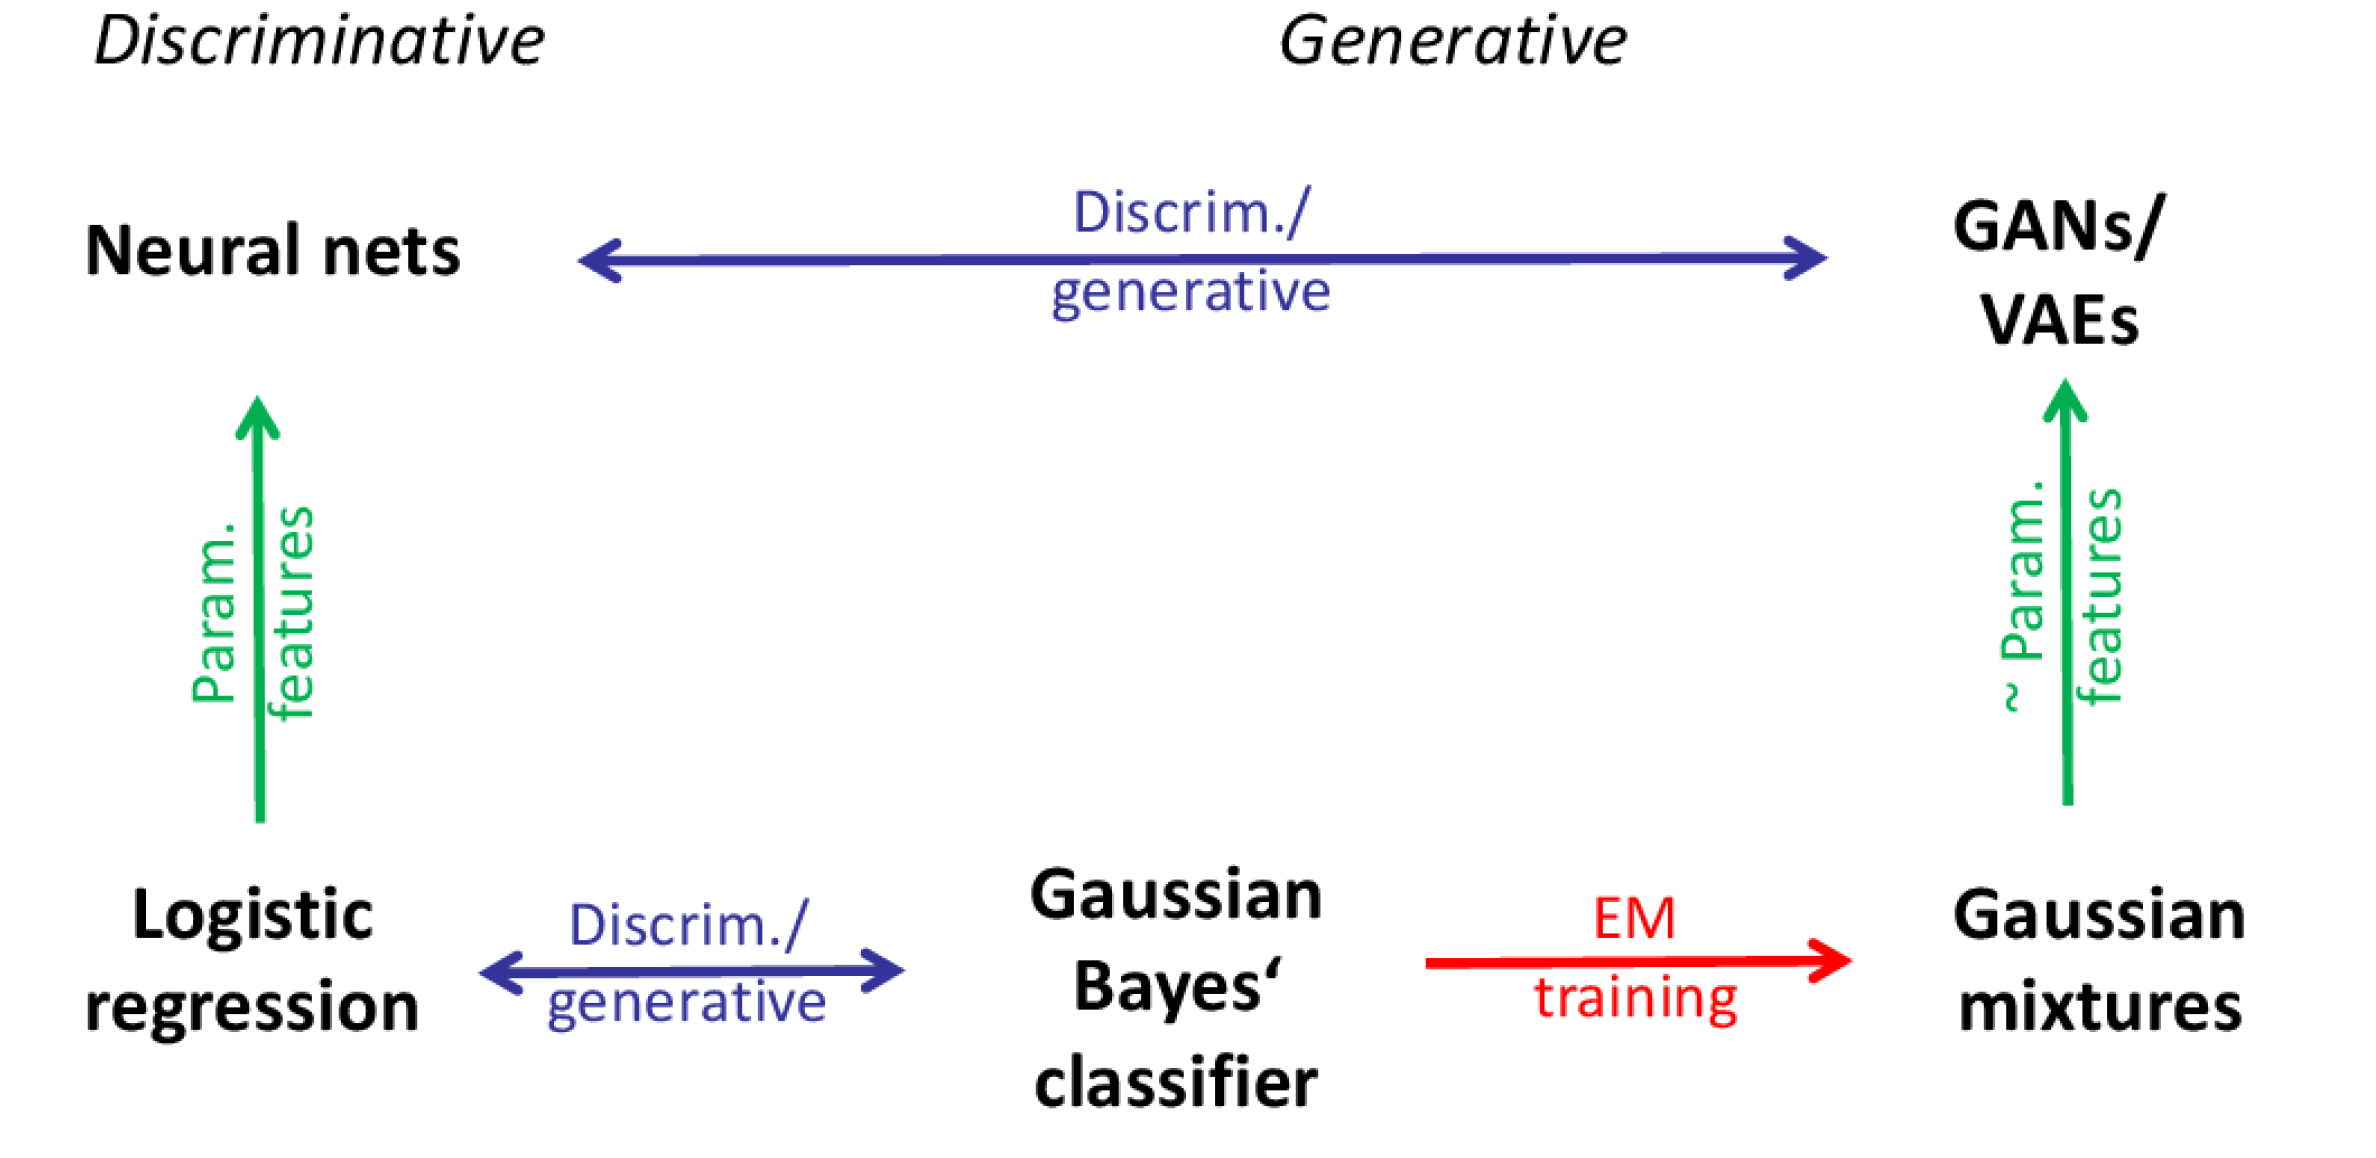 Discriminative
Generative
Neural nets
Discrim./
generative
GANs/
VAEs
Param.
features
~ Param.
features
Logistic
regression
Discrim./
generative
Gaussian
Bayes‘
classifier
EM
training
Gaussian
mixtures